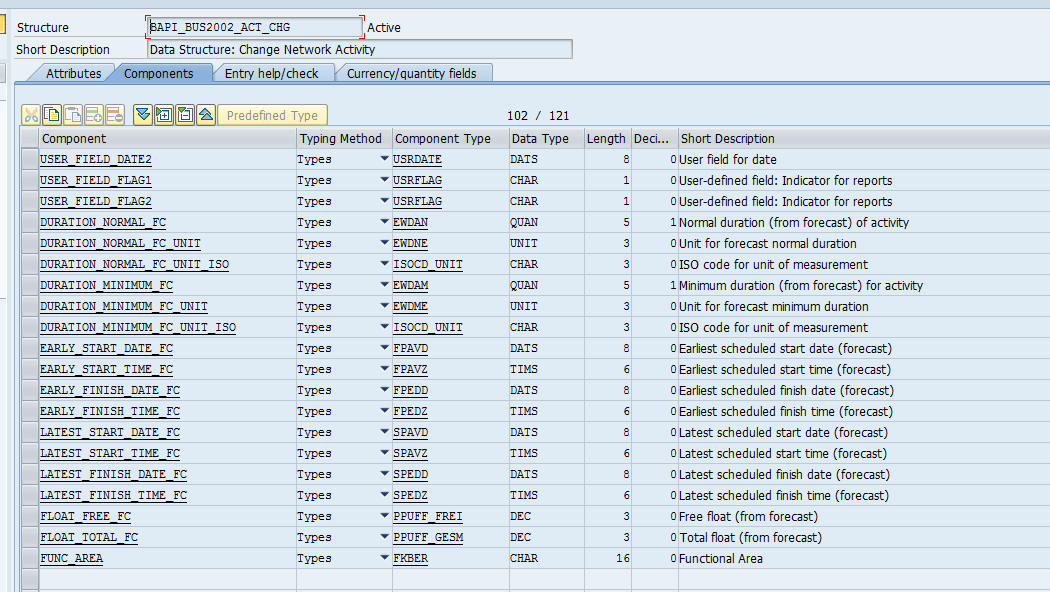 Structure BAPI_BUS2002_ACT_CHG Active
Short Description Data Structure: Change Network Activity
Attributes Components Entry help/check Currency/quantity fields
Predefined Type 102 / 121
Component Typing Method Component Type Data Type Length Deci... Short Description
USER_FIELD_DATE2 Types USRDATE DATS 8 0 User field for date
USER_FIELD_FLAG1 Types USRFLAG CHAR 1 0 User-defined field: Indicator for reports
USER_FIELD_FLAG2 Types USRFLAG CHAR 1 0 User-defined field: Indicator for reports
DURATION_NORMAL_FC Types EWDAN QUAN 5 1 Normal duration (from forecast) of activity
DURATION_NORMAL_FC_UNIT Types EWDNE UNIT 3 0 Unit for forecast normal duration
DURATION_NORMAL_FC_UNIT_ISO Types ISOCD_UNIT CHAR 3 0 ISO code for unit of measurement
DURATION_MINIMUM_FC Types EWDAM QUAN 5 1 Minimum duration (from forecast) for activity
DURATION_MINIMUM_FC_UNIT Types EWDME UNIT 3 0 Unit for forecast minimum duration
DURATION_MINIMUM_FC_UNIT_ISO Types ISOCD_UNIT CHAR 3 0 ISO code for unit of measurement
EARLY_START_DATE_FC Types FPAVD DATS 8 0 Earliest scheduled start date (forecast)
EARLY_START_TIME_FC Types FPAVZ TIMS 6 0 Earliest scheduled start time (forecast)
EARLY_FINISH_DATE_FC Types FPEDD DATS 8 0 Earliest scheduled finish date (forecast)
EARLY_FINISH_TIME_FC Types FPEDZ TIMS 6 0 Earliest scheduled finish time (forecast)
LATEST_START_DATE_FC Types SPAVD DATS 8 0 Latest scheduled start date (forecast)
LATEST_START_TIME_FC Types SPAVZ TIMS 6 0 Latest scheduled start time (forecast)
LATEST_FINISH_DATE_FC Types SPEDD DATS 8 0 Latest scheduled finish date (forecast)
LATEST_FINISH_TIME_FC Types SPEDZ TIMS 6 0 Latest scheduled finish time (forecast)
FLOAT_FREE_FC Types PPUFF_FREI DEC 3 0 Free float (from forecast)
FLOAT_TOTAL_FC Types PPUFF_GESM DEC 3 0 Total float (from forecast)
FUNC_AREA Types FKBER CHAR 16 0 Functional Area